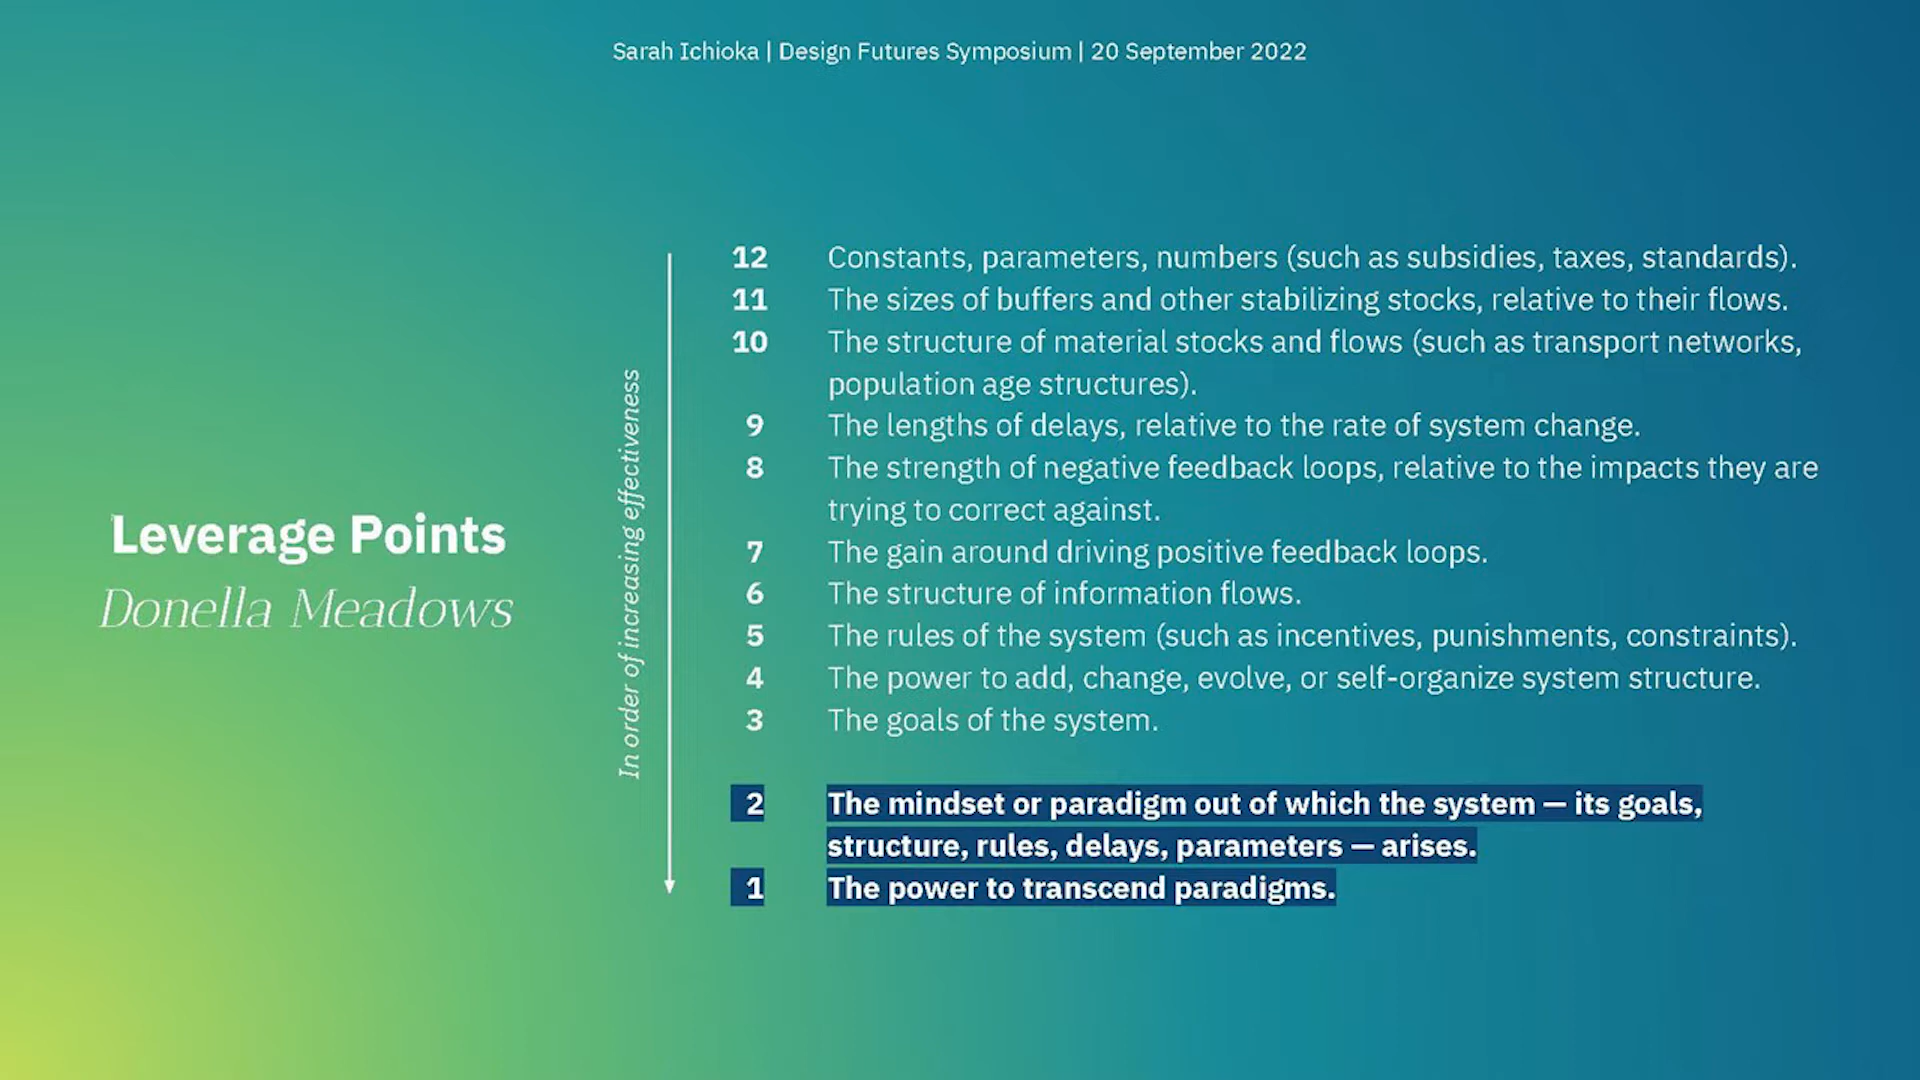 Sarah Ichioka | Design Futures Symposium | 20 September 2022
Leverage Points
Donella Meadows
In order of increasing effectiveness
12 Constants, parameters, numbers (such as subsidies, taxes, standards).
11 The sizes of buffers and other stabilizing stocks, relative to their flows.
10 The structure of material stocks and flows (such as transport networks,
population age structures).
9 The lengths of delays, relative to the rate of system change.
8 The strength of negative feedback loops, relative to the impacts they are
trying to correct against.
7 The gain around driving positive feedback loops.
6 The structure of information flows.
5 The rules of the system (such as incentives, punishments, constraints).
4 The power to add, change, evolve, or self-organize system structure.
3 The goals of the system.
2 The mindset or paradigm out of which the system — its goals,
structure, rules, delays, parameters — arises.
1 The power to transcend paradigms.